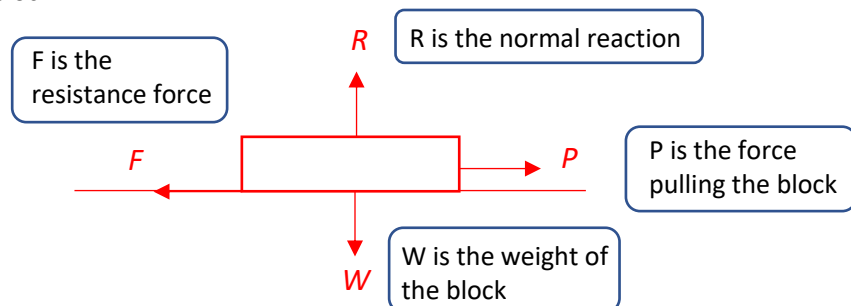 R
R is the normal reaction
F is the
resistance force
F
P
P is the force
pulling the block
W
W is the weight of
the block